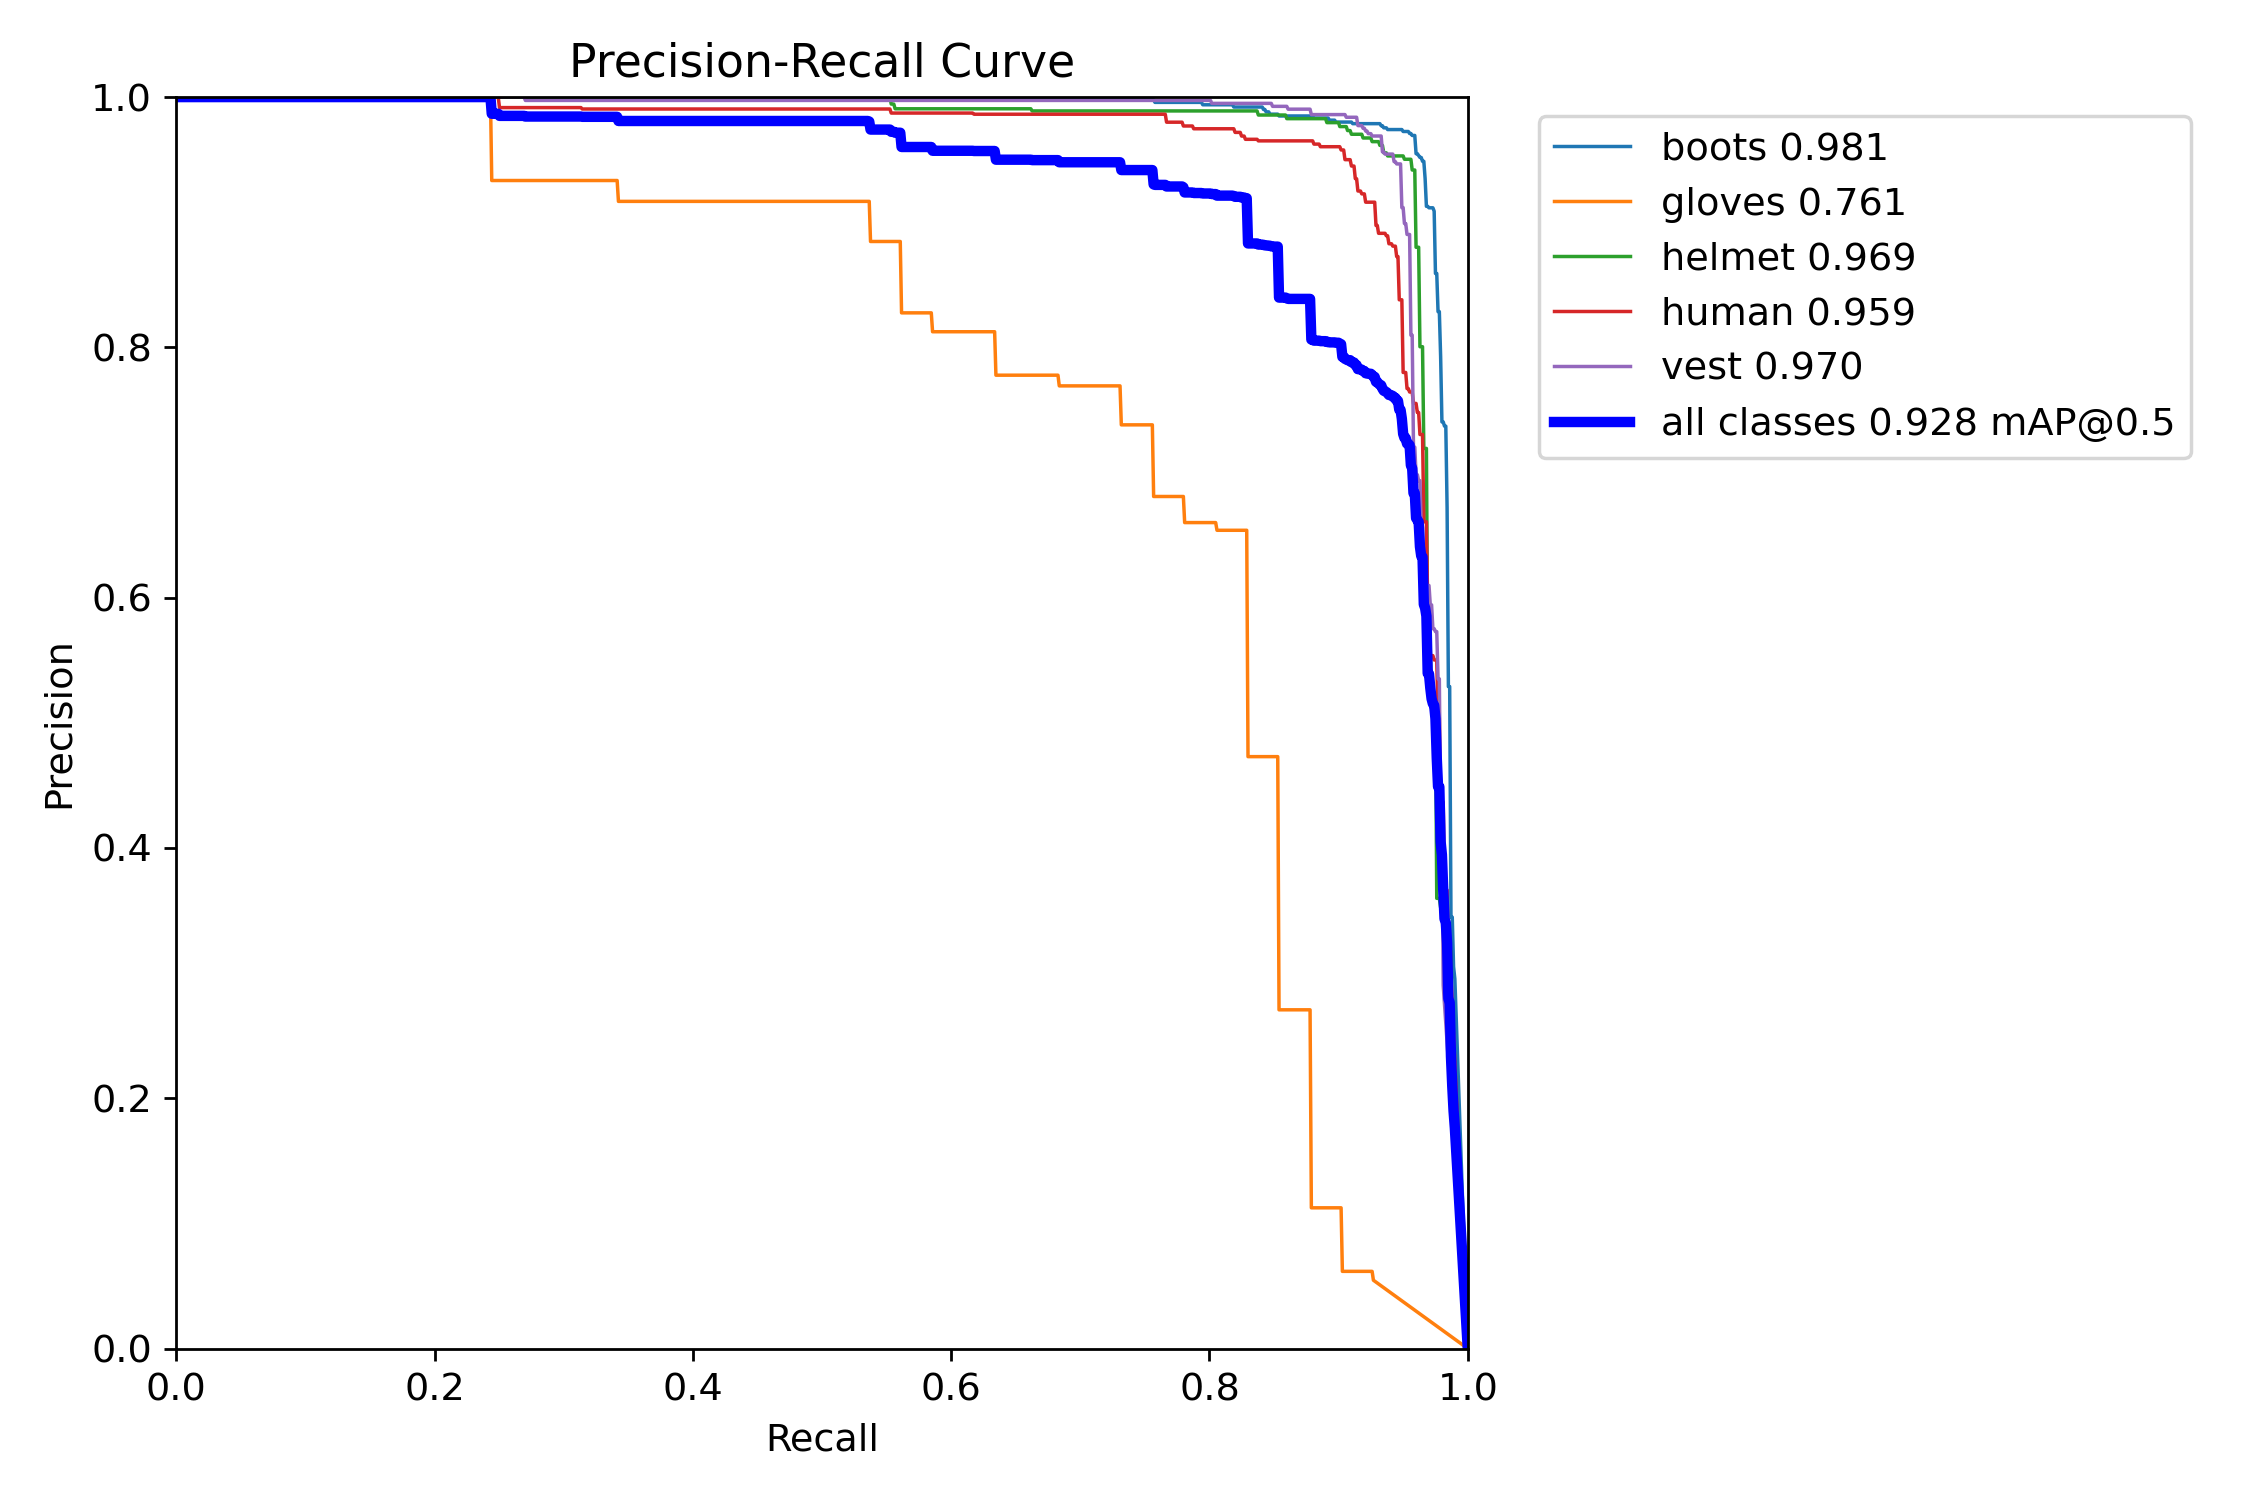 Precision-Recall Curve
1.0
0.8
0.6
0.4
0.2
0.0
Precision
0.0 0.2 0.4 0.6 0.8 1.0
Recall
boots 0.981
gloves 0.761
helmet 0.969
human 0.959
vest 0.970
all classes 0.928 mAP@0.5